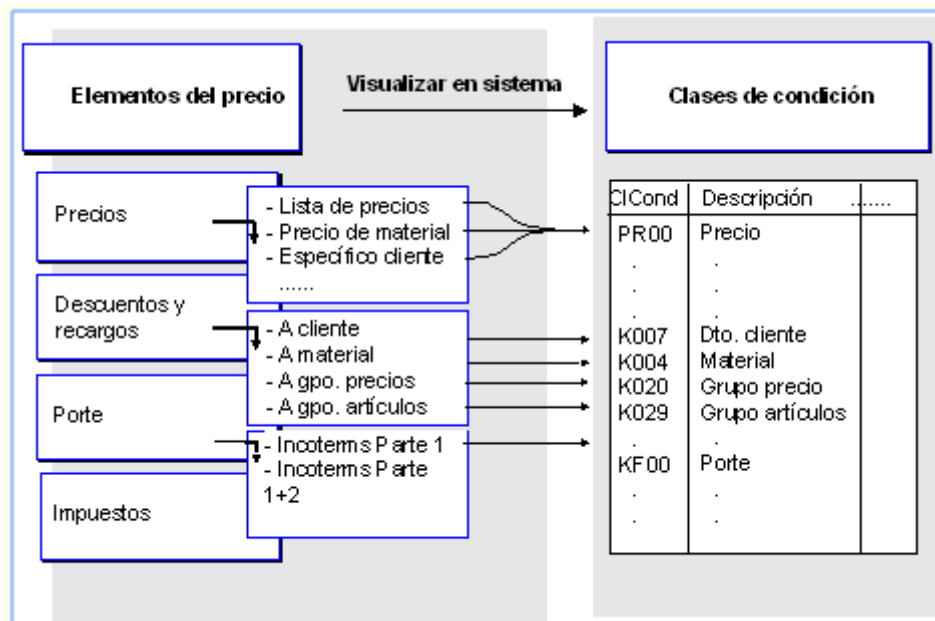 Elementos del precio
Visualizar en sistema
Clases de condición
Precios
- Lista de precios
- Precio de material
- Específico cliente
......
Descuentos y
recargos
- A cliente
- A material
- A gpo. precios
- A gpo. artículos
Porte
- Incoterms Parte 1
- Incoterms Parte
1+2
Impuestos
ClCond Descripción .......
PR00 Precio
. .
. .
. .
K007 Dto. cliente
K004 Material
K020 Grupo precio
K029 Grupo artículos
. .
KF00 Porte
. .
. .